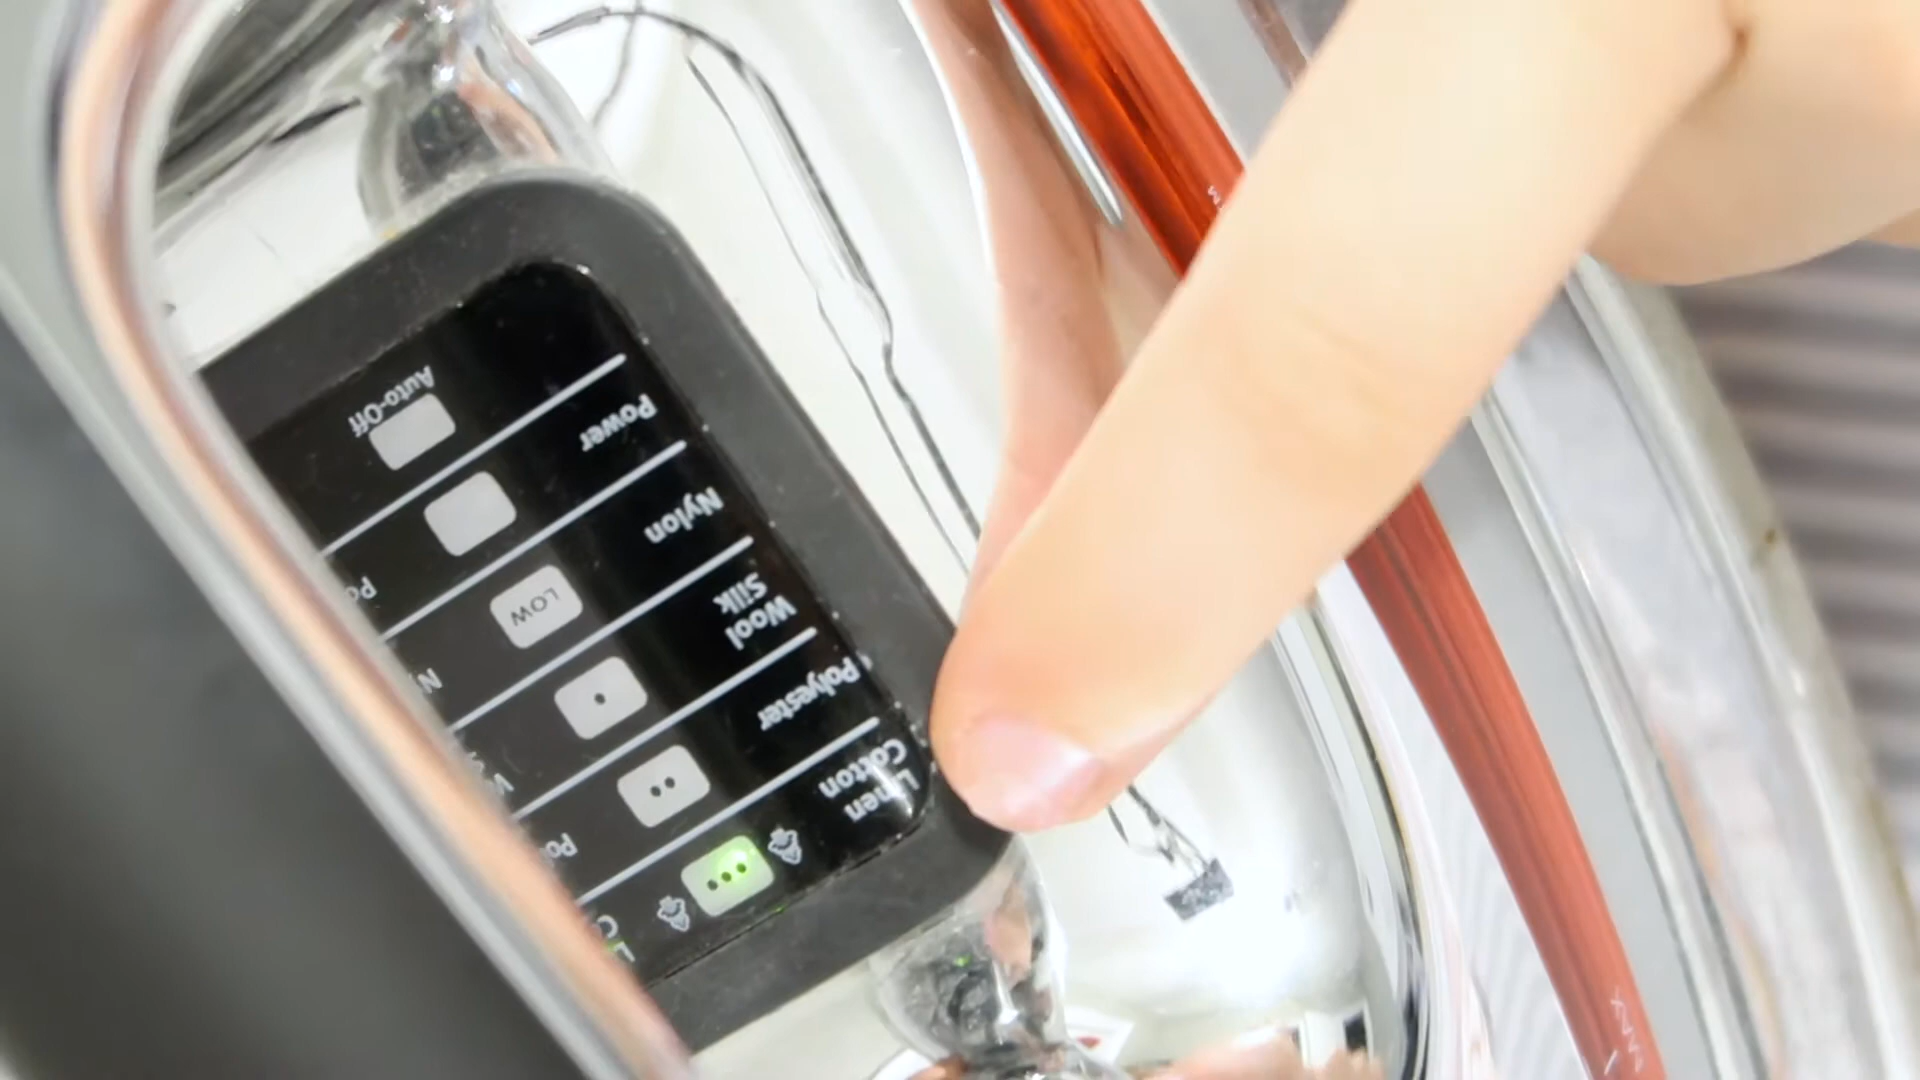 Auto-Off
Power
Nylon
LOW
Silk
Wool
Polyester
Cotton
Linen